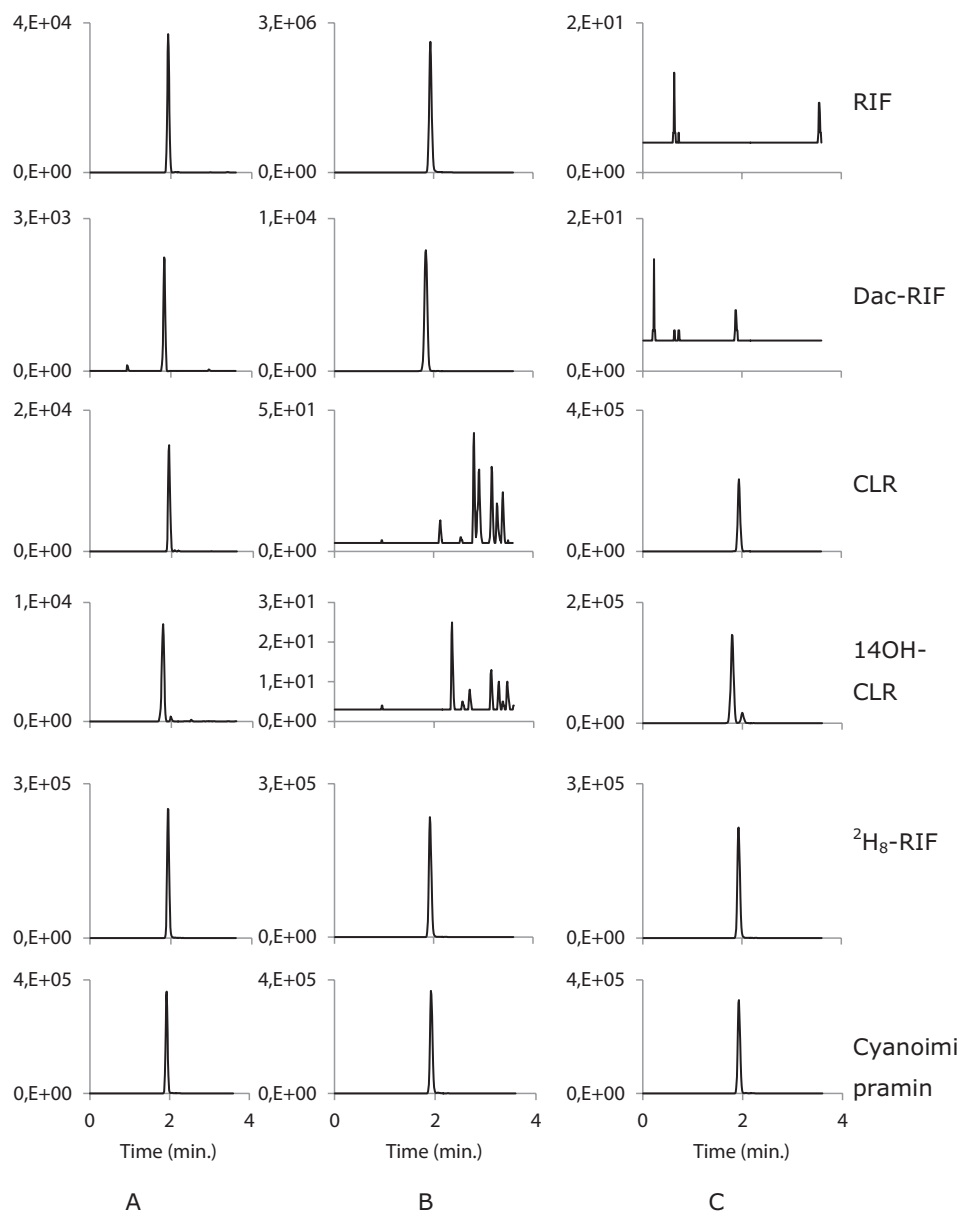 4,E+04
0,E+00
3,E+06
0,E+00
2,E+01
0,E+00
RIF
3,E+03
0,E+00
1,E+04
0,E+00
2,E+01
0,E+00
Dac-RIF
2,E+04
0,E+00
5,E+01
0,E+00
4,E+05
0,E+00
CLR
1,E+04
0,E+00
3,E+01
2,E+01
1,E+01
0,E+00
2,E+05
0,E+00
14OH-
CLR
3,E+05
0,E+00
3,E+05
0,E+00
3,E+05
0,E+00
²H₈-RIF
4,E+05
0,E+00
4,E+05
0,E+00
4,E+05
0,E+00
Cyanoimi
pramin
0 2 4
0 2 4
0 2 4
Time (min.)
Time (min.)
Time (min.)
A
B
C